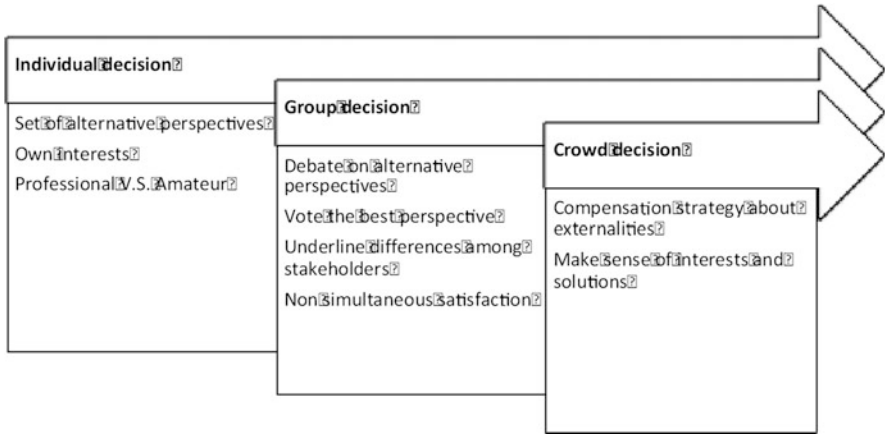 Individual decision
Set of alternative perspectives
Own interests
Professional V.S. Amateur
Group decision
Debate on alternative
perspectives
Vote the best perspective
Underline differences among
stakeholders
Non simultaneous satisfaction
Crowd decision
Compensation strategy about
externalities
Make sense of interests and
solutions